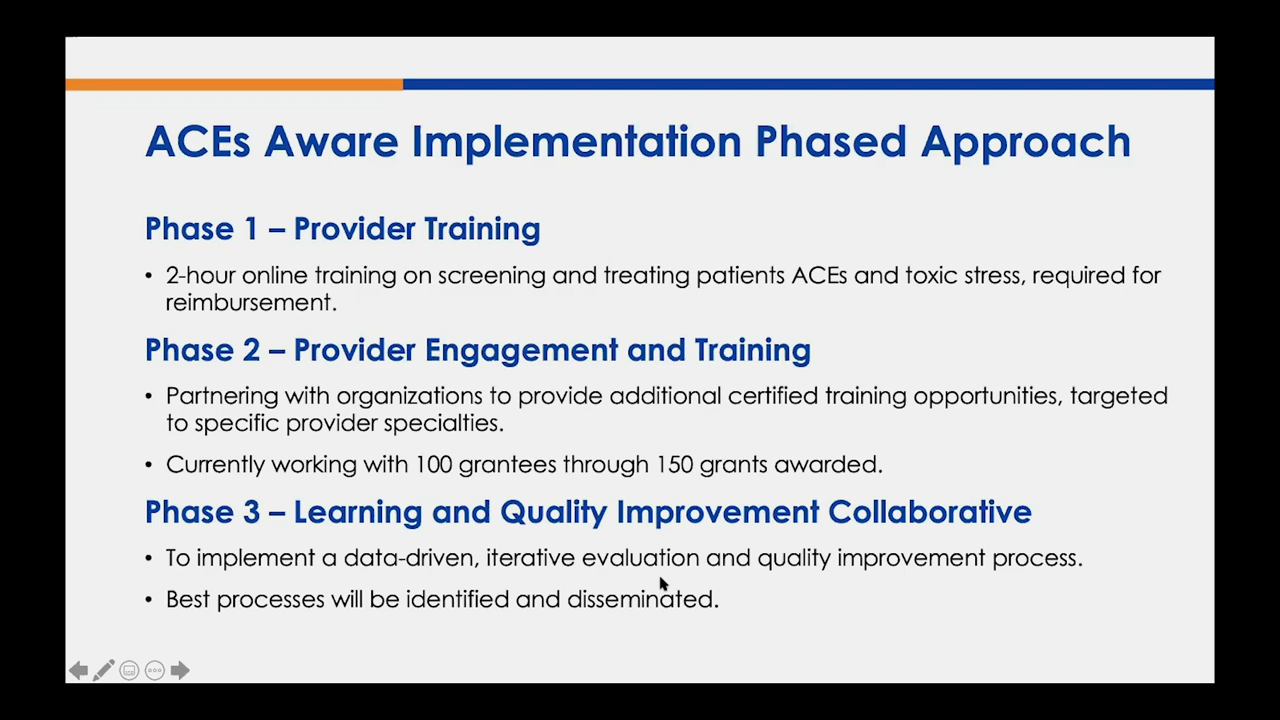 ACEs Aware Implementation Phased Approach
Phase 1 – Provider Training
• 2-hour online training on screening and treating patients ACEs and toxic stress, required for
reimbursement.
Phase 2 – Provider Engagement and Training
• Partnering with organizations to provide additional certified training opportunities, targeted
to specific provider specialties.
• Currently working with 100 grantees through 150 grants awarded.
Phase 3 – Learning and Quality Improvement Collaborative
• To implement a data-driven, iterative evaluation and quality improvement process.
• Best processes will be identified and disseminated.